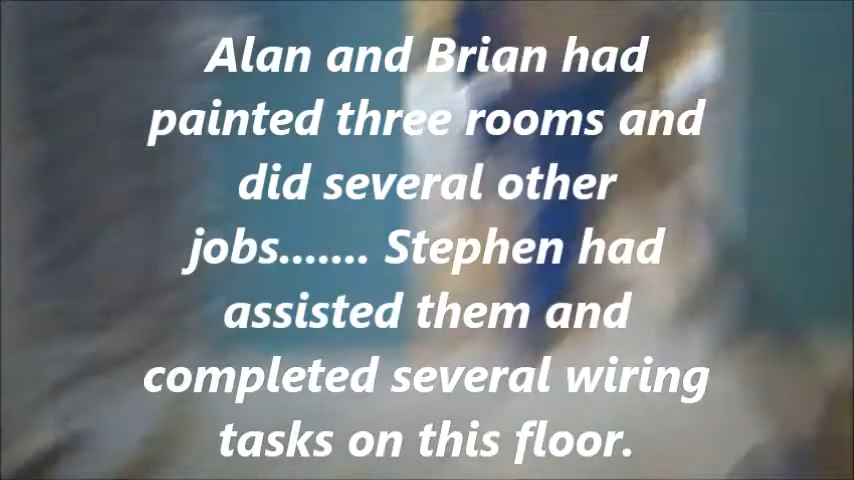 Alan and Brian had
painted three rooms and
did several other
jobs....... Stephen had
assisted them and
completed several wiring
tasks on this floor.